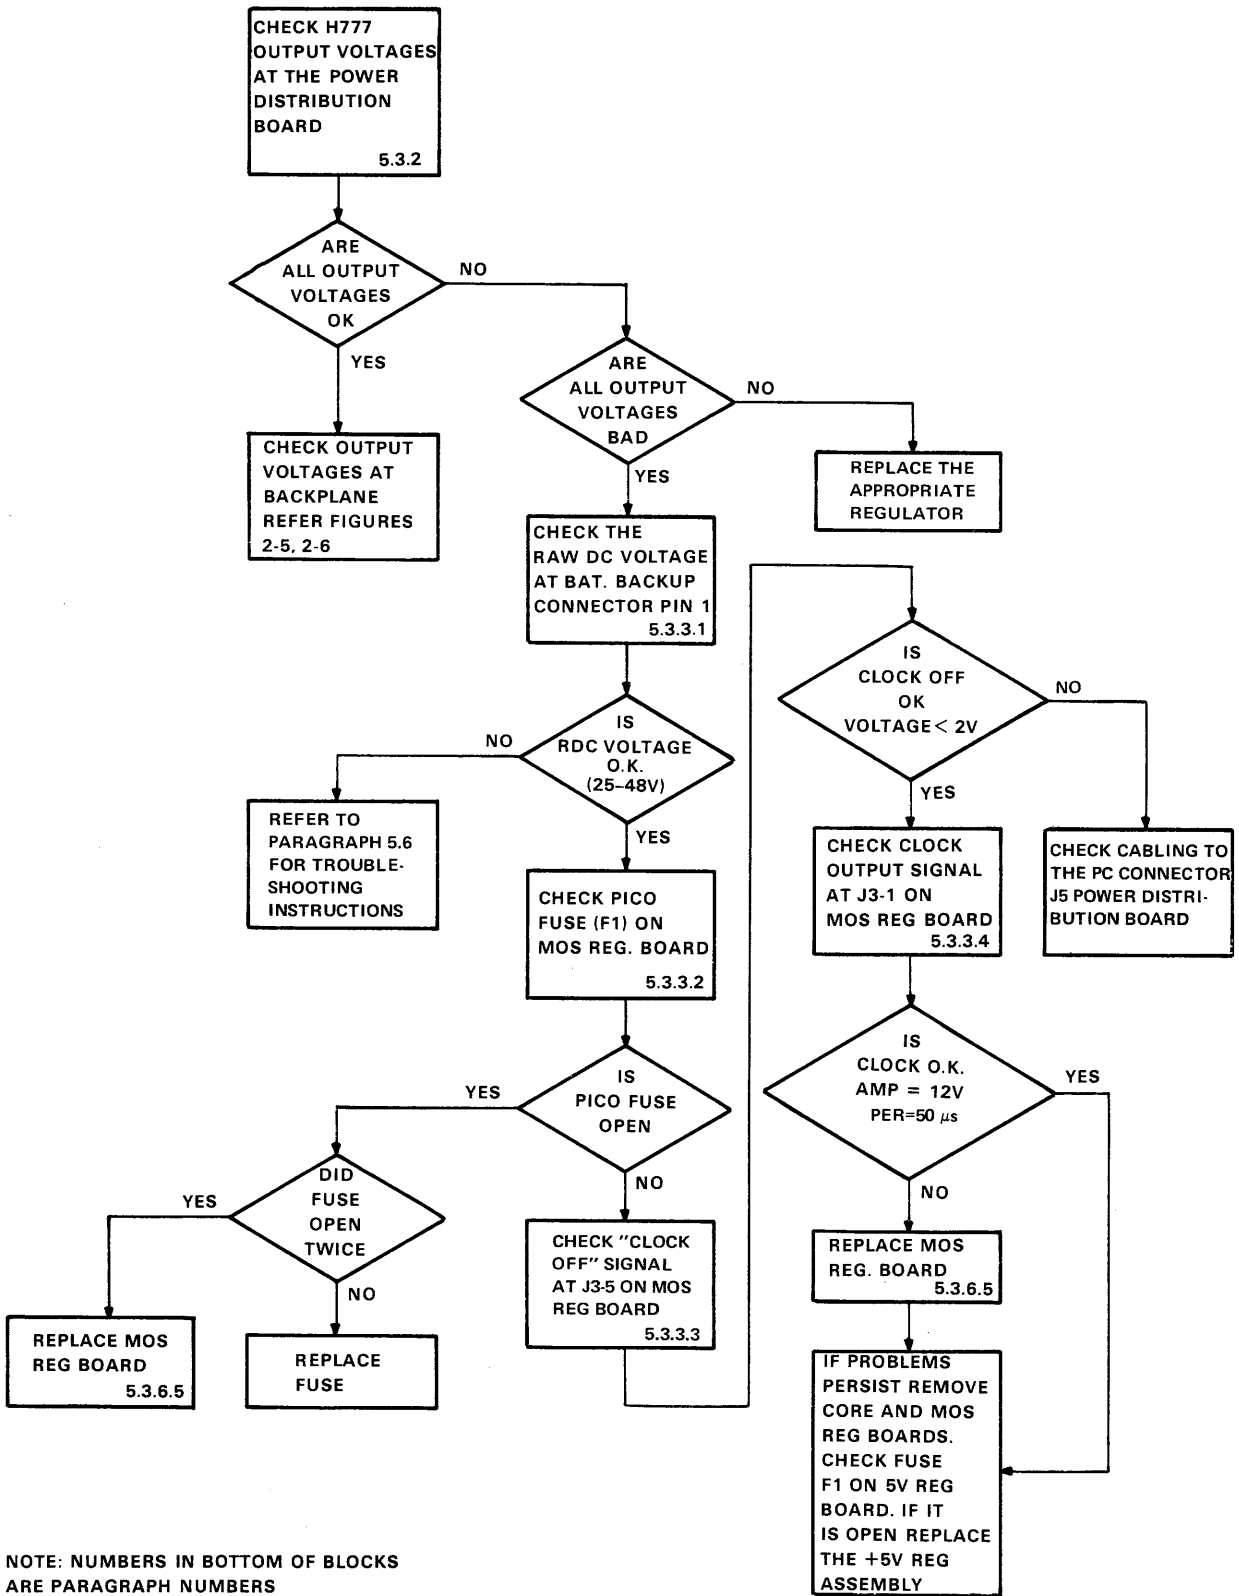 CHECK H777
OUTPUT VOLTAGES
AT THE POWER
DISTRIBUTION
BOARD
5.3.2
ARE
ALL OUTPUT
VOLTAGES
OK
NO
YES
CHECK OUTPUT
VOLTAGES AT
BACKPLANE
REFER FIGURES
2-5, 2-6
ARE
ALL OUTPUT
VOLTAGES
BAD
NO
YES
REPLACE THE
APPROPRIATE
REGULATOR
CHECK THE
RAW DC VOLTAGE
AT BAT. BACKUP
CONNECTOR PIN 1
5.3.3.1
IS
RDC VOLTAGE
O.K.
(25–48V)
NO
YES
REFER TO
PARAGRAPH 5.6
FOR TROUBLE-
SHOOTING
INSTRUCTIONS
CHECK PICO
FUSE (F1) ON
MOS REG. BOARD
5.3.3.2
IS
PICO FUSE
OPEN
YES
NO
DID
FUSE
OPEN
TWICE
YES
NO
REPLACE MOS
REG BOARD
5.3.6.5
REPLACE
FUSE
CHECK "CLOCK
OFF" SIGNAL
AT J3-5 ON MOS
REG BOARD
5.3.3.3
IS
CLOCK OFF
OK
VOLTAGE < 2V
NO
YES
CHECK CABLING TO
THE PC CONNECTOR
J5 POWER DISTRI-
BUTION BOARD
CHECK CLOCK
OUTPUT SIGNAL
AT J3-1 ON
MOS REG BOARD
5.3.3.4
IS
CLOCK O.K.
AMP = 12V
PER=50 μs
YES
NO
REPLACE MOS
REG. BOARD
5.3.6.5
IF PROBLEMS
PERSIST REMOVE
CORE AND MOS
REG BOARDS.
CHECK FUSE
F1 ON 5V REG
BOARD. IF IT
IS OPEN REPLACE
THE +5V REG
ASSEMBLY
NOTE: NUMBERS IN BOTTOM OF BLOCKS
ARE PARAGRAPH NUMBERS